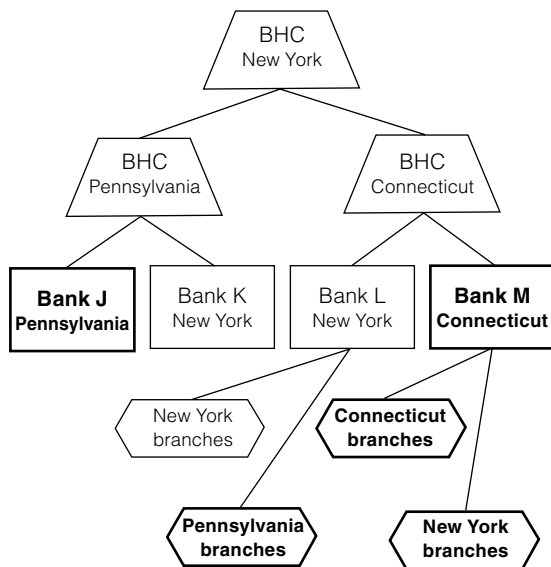 BHC
New York
BHC
Pennsylvania
BHC
Connecticut
Bank J
Pennsylvania
Bank K
New York
Bank L
New York
Bank M
Connecticut
New York
branches
Connecticut
branches
Pennsylvania
branches
New York
branches